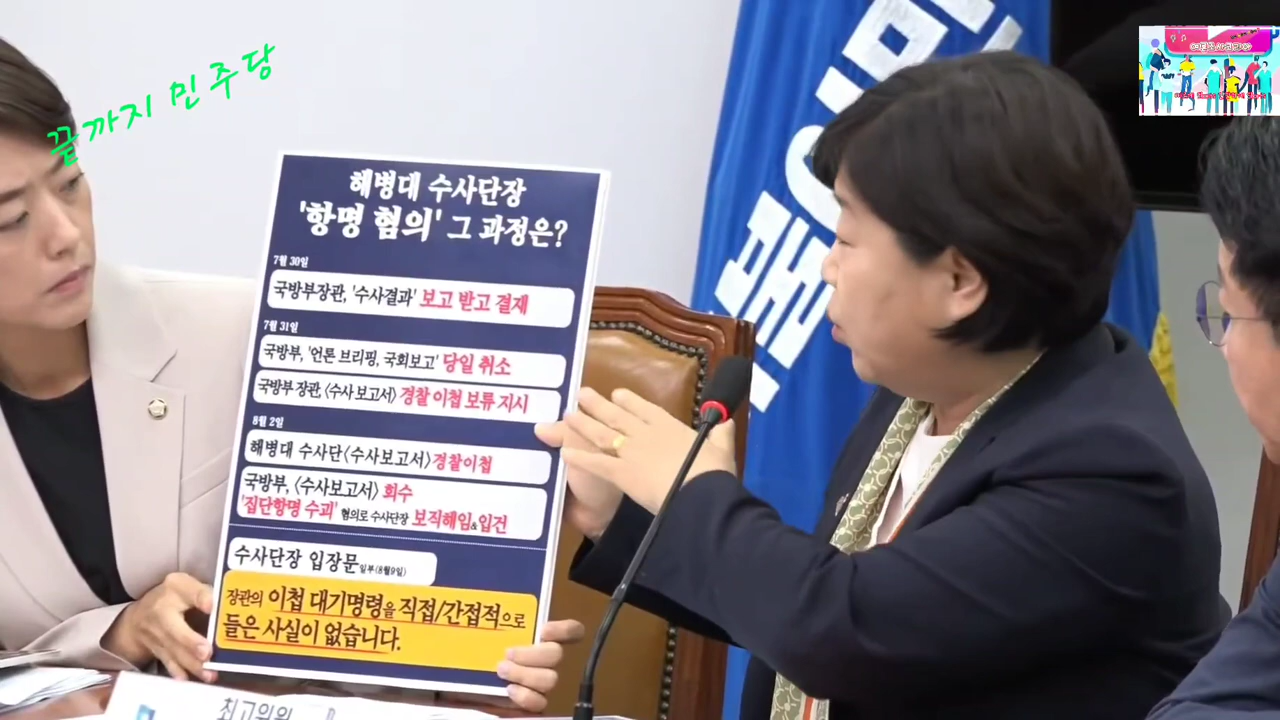 끝까지 민주당
해병대 수사단장
'항명 혐의' 그 과정은?
7월 30일
국방부장관, '수사결과' 보고 받고 결재
7월 31일
국방부, '언론 브리핑, 국회보고' 당일 취소
국방부 장관, <수사 보고서> 경찰 이첩 보류 지시
8월 2일
해병대 수사단 <수사보고서> 경찰이첩
국방부, <수사보고서> 회수
'집단항명 수괴' 혐의로 수사단장 보직해임&입건
수사단장 입장문 일부(8월9일)
장관의 이첩 대기명령을 직접/간접적으로
들은 사실이 없습니다.
최고위원